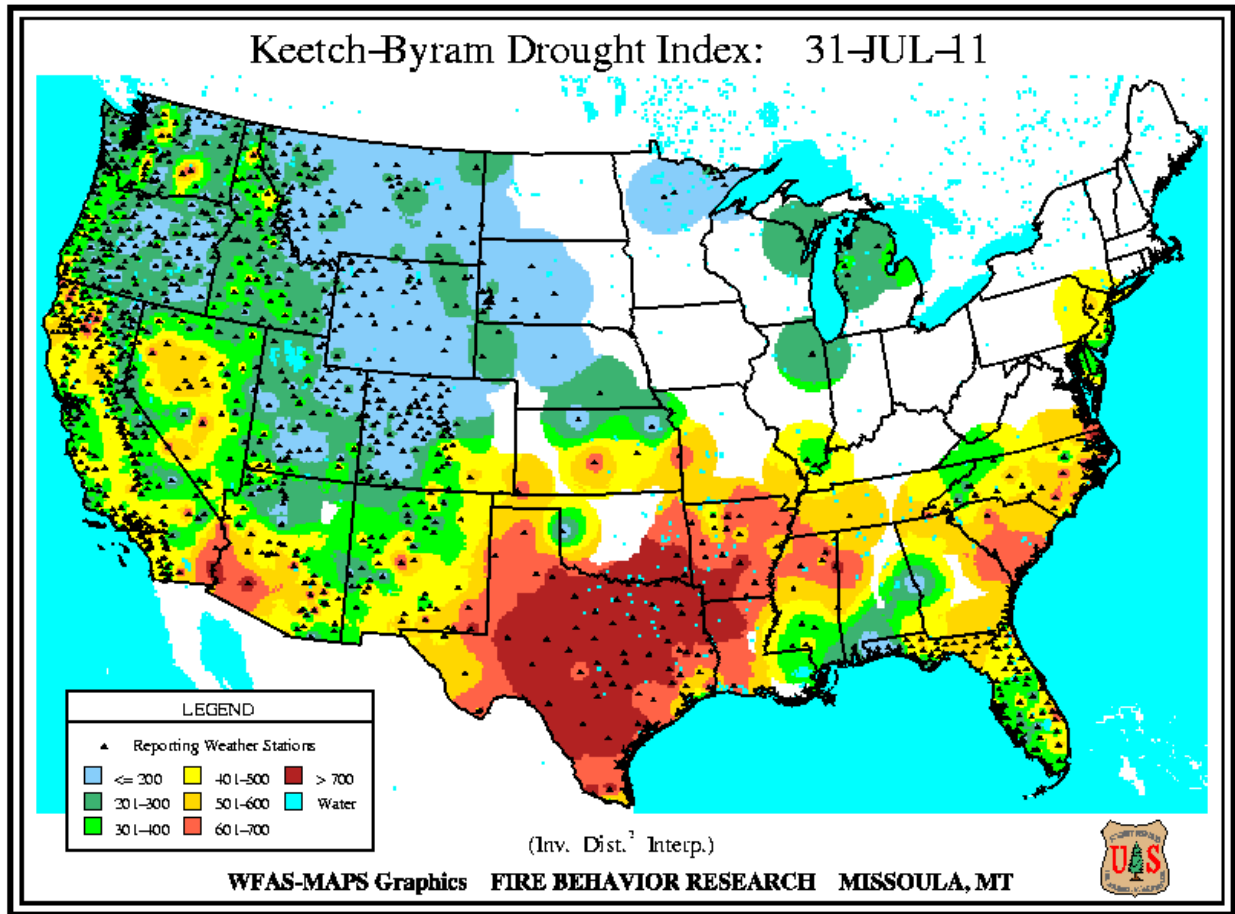 Keetch-Byram Drought Index: 31-JUL-11
LEGEND
Reporting Weather Stations
<= 200
401-500
> 700
201-300
501-600
Water
301-400
601-700
(Inv. Dist.² Interp.)
WFAS-MAPS Graphics FIRE BEHAVIOR RESEARCH MISSOULA, MT
U S